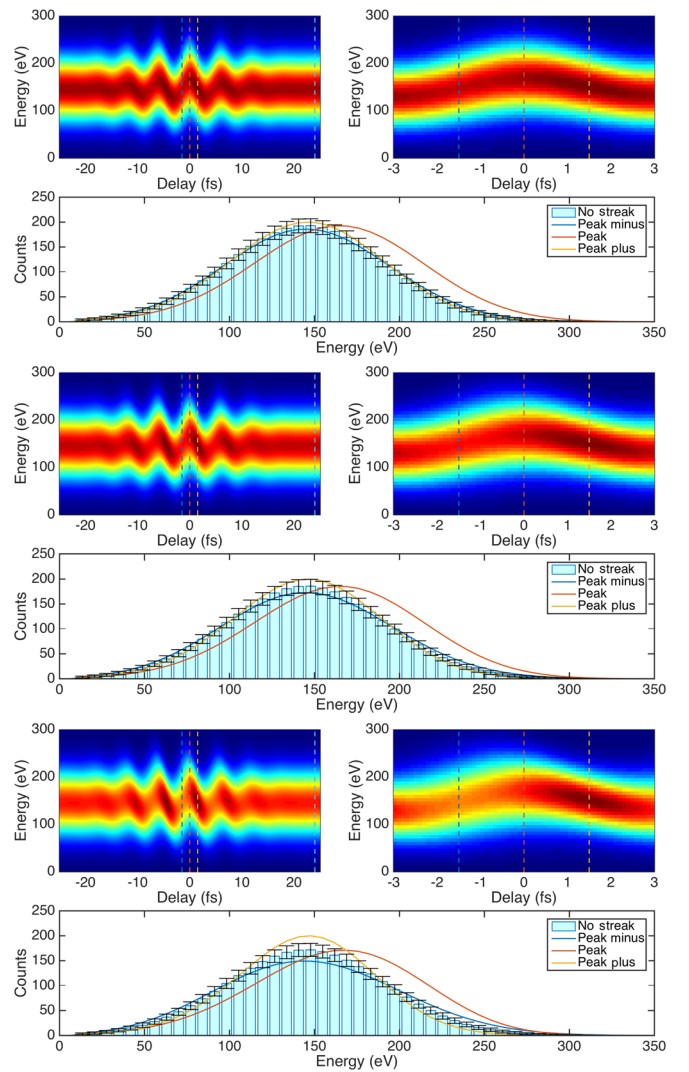 300
200
100
0
Energy (eV)
-20 -10 0 10 20
Delay (fs)
300
200
100
0
Energy (eV)
-3 -2 -1 0 1 2 3
Delay (fs)
250
200
150
100
50
0
Counts
No streak
Peak minus
Peak
Peak plus
0 50 100 150 200 250 300 350
Energy (eV)
300
200
100
0
Energy (eV)
-20 -10 0 10 20
Delay (fs)
300
200
100
0
Energy (eV)
-3 -2 -1 0 1 2 3
Delay (fs)
250
200
150
100
50
0
Counts
No streak
Peak minus
Peak
Peak plus
0 50 100 150 200 250 300 350
Energy (eV)
300
200
100
0
Energy (eV)
-20 -10 0 10 20
Delay (fs)
300
200
100
0
Energy (eV)
-3 -2 -1 0 1 2 3
Delay (fs)
250
200
150
100
50
0
Counts
No streak
Peak minus
Peak
Peak plus
0 50 100 150 200 250 300 350
Energy (eV)